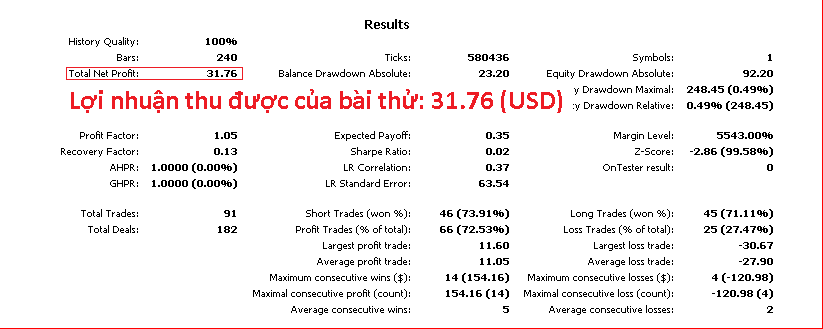 Results
History Quality: 100%
Bars: 240 Ticks: 580436 Symbols: 1
Total Net Profit: 31.76 Balance Drawdown Absolute: 23.20 Equity Drawdown Absolute: 92.20
y Drawdown Maximal: 248.45 (0.49%)
Lợi nhuận thu được của bài thử: 31.76 (USD) y Drawdown Relative: 0.49% (248.45)
Profit Factor: 1.05 Expected Payoff: 0.35 Margin Level: 5543.00%
Recovery Factor: 0.13 Sharpe Ratio: 0.02 Z-Score: -2.86 (99.58%)
AHPR: 1.0000 (0.00%) LR Correlation: 0.37 OnTester result: 0
GHPR: 1.0000 (0.00%) LR Standard Error: 63.54
Total Trades: 91 Short Trades (won %): 46 (73.91%) Long Trades (won %): 45 (71.11%)
Total Deals: 182 Profit Trades (% of total): 66 (72.53%) Loss Trades (% of total): 25 (27.47%)
Largest profit trade: 11.60 Largest loss trade: -30.67
Average profit trade: 11.05 Average loss trade: -27.90
Maximum consecutive wins ($): 14 (154.16) Maximum consecutive losses ($): 4 (-120.98)
Maximal consecutive profit (count): 154.16 (14) Maximal consecutive loss (count): -120.98 (4)
Average consecutive wins: 5 Average consecutive losses: 2